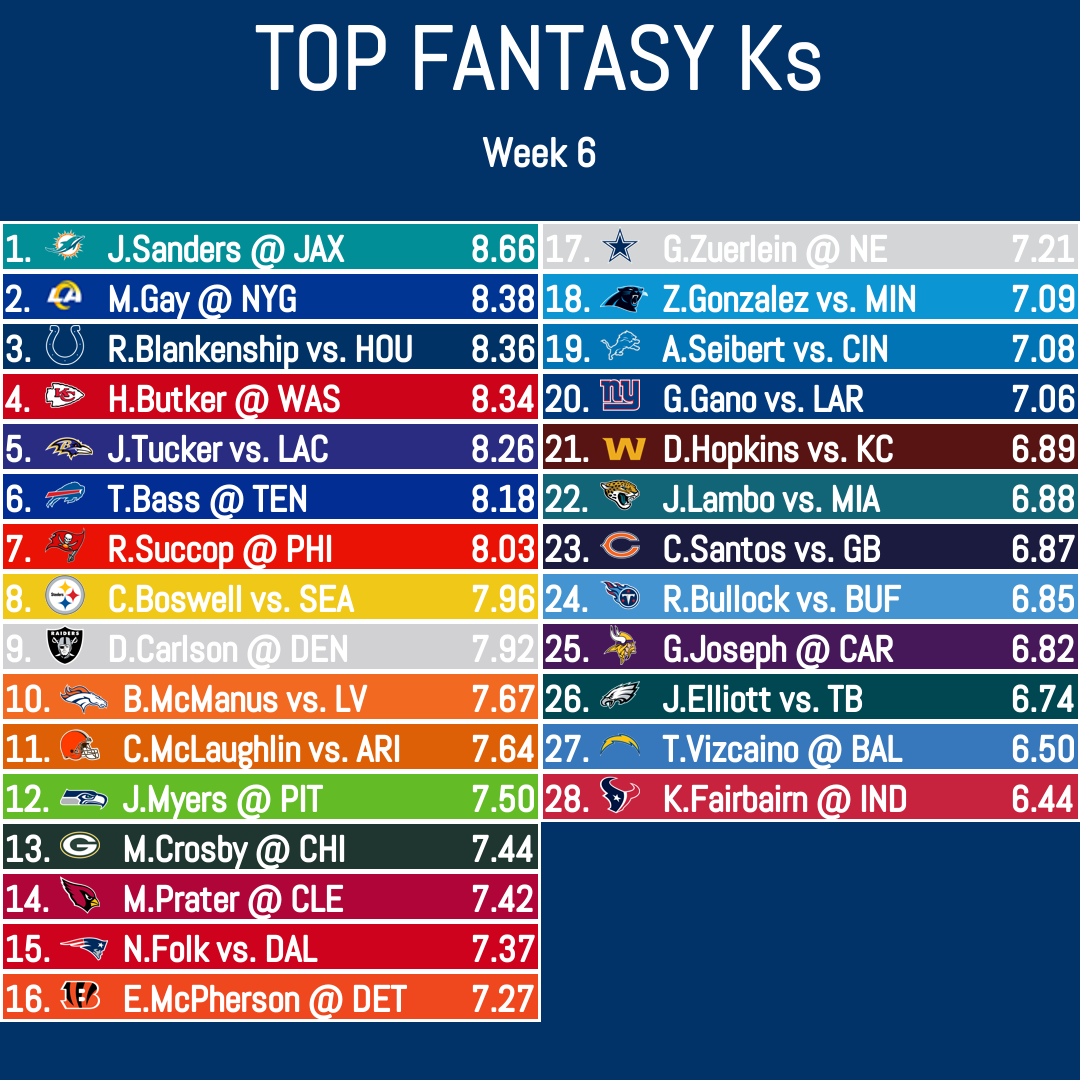 TOP FANTASY Ks
Week 6
1. J.Sanders @ JAX 8.66
2. M.Gay @ NYG 8.38
3. R.Blankenship vs. HOU 8.36
4. H.Butker @ WAS 8.34
5. J.Tucker vs. LAC 8.26
6. T.Bass @ TEN 8.18
7. R.Succop @ PHI 8.03
8. C.Boswell vs. SEA 7.96
9. D.Carlson @ DEN 7.92
10. B.McManus vs. LV 7.67
11. C.McLaughlin vs. ARI 7.64
12. J.Myers @ PIT 7.50
13. M.Crosby @ CHI 7.44
14. M.Prater @ CLE 7.42
15. N.Folk vs. DAL 7.37
16. E.McPherson @ DET 7.27
17. G.Zuerlein @ NE 7.21
18. Z.Gonzalez vs. MIN 7.09
19. A.Seibert vs. CIN 7.08
20. G.Gano vs. LAR 7.06
21. D.Hopkins vs. KC 6.89
22. J.Lambo vs. MIA 6.88
23. C.Santos vs. GB 6.87
24. R.Bullock vs. BUF 6.85
25. G.Joseph @ CAR 6.82
26. J.Elliott vs. TB 6.74
27. T.Vizcaino @ BAL 6.50
28. K.Fairbairn @ IND 6.44